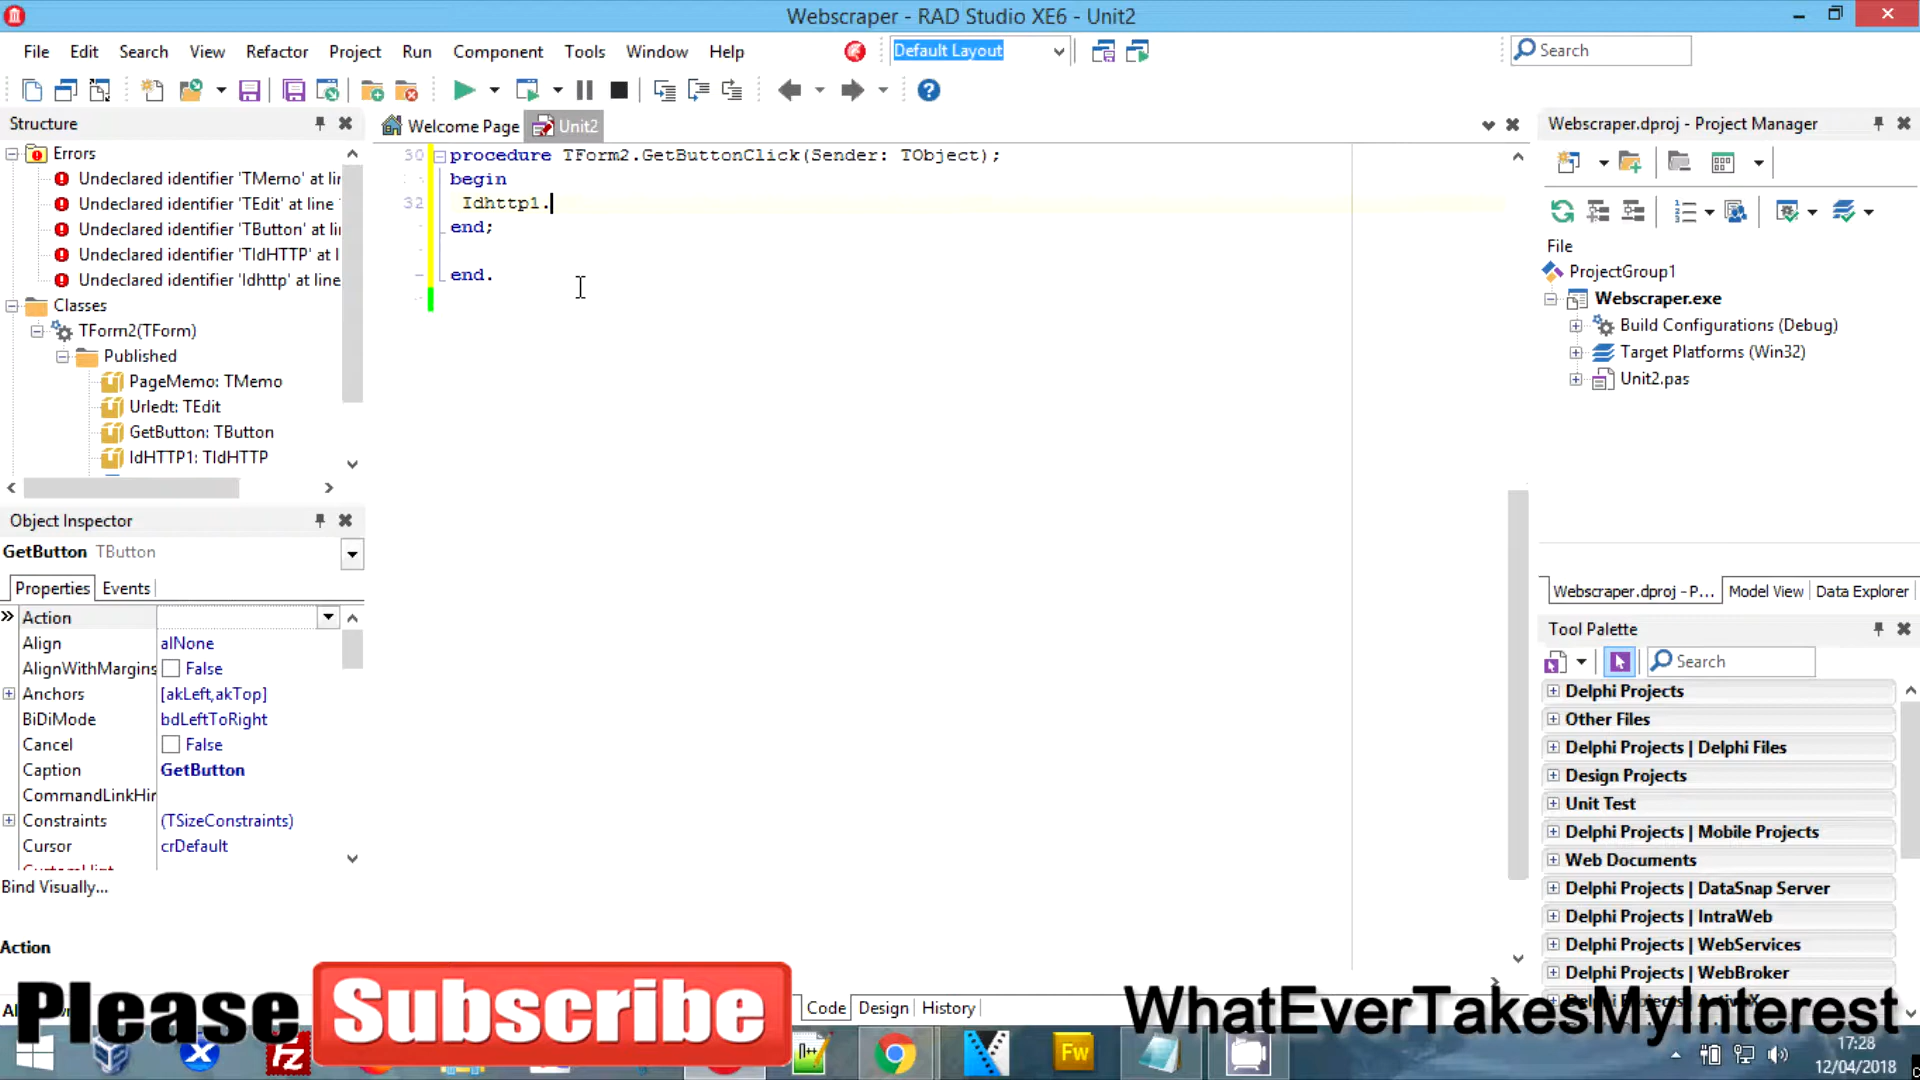 Webscraper - RAD Studio XE6 - Unit2
File Edit Search View Refactor Project Run Component Tools Window Help
Default Layout
Search
Structure
Welcome Page
Unit2
Webscraper.dproj - Project Manager
Errors
Undeclared identifier 'TMemo' at lir
Undeclared identifier 'TEdit' at line
Undeclared identifier 'TButton' at li
Undeclared identifier 'TIdHTTP' at l
Undeclared identifier 'Idhttp' at line
Classes
TForm2(TForm)
Published
PageMemo: TMemo
Urledt: TEdit
GetButton: TButton
IdHTTP1: TIdHTTP
30 procedure TForm2.GetButtonClick(Sender: TObject);
begin
32 Idhttp1.
end;
end.
File
ProjectGroup1
Webscraper.exe
Build Configurations (Debug)
Target Platforms (Win32)
Unit2.pas
Object Inspector
GetButton TButton
Properties Events
Action
Align alNone
AlignWithMargins False
Anchors [akLeft,akTop]
BiDiMode bdLeftToRight
Cancel False
Caption GetButton
CommandLinkHir
Constraints (TSizeConstraints)
Cursor crDefault
Bind Visually...
Action
Webscraper.dproj - P... Model View Data Explorer
Tool Palette
Search
Delphi Projects
Other Files
Delphi Projects | Delphi Files
Design Projects
Unit Test
Delphi Projects | Mobile Projects
Web Documents
Delphi Projects | DataSnap Server
Delphi Projects | IntraWeb
Delphi Projects | WebServices
Delphi Projects | WebBroker
Code Design History
Please Subscribe
WhatEverTakesMyInterest
Fw
17:28
12/04/2018